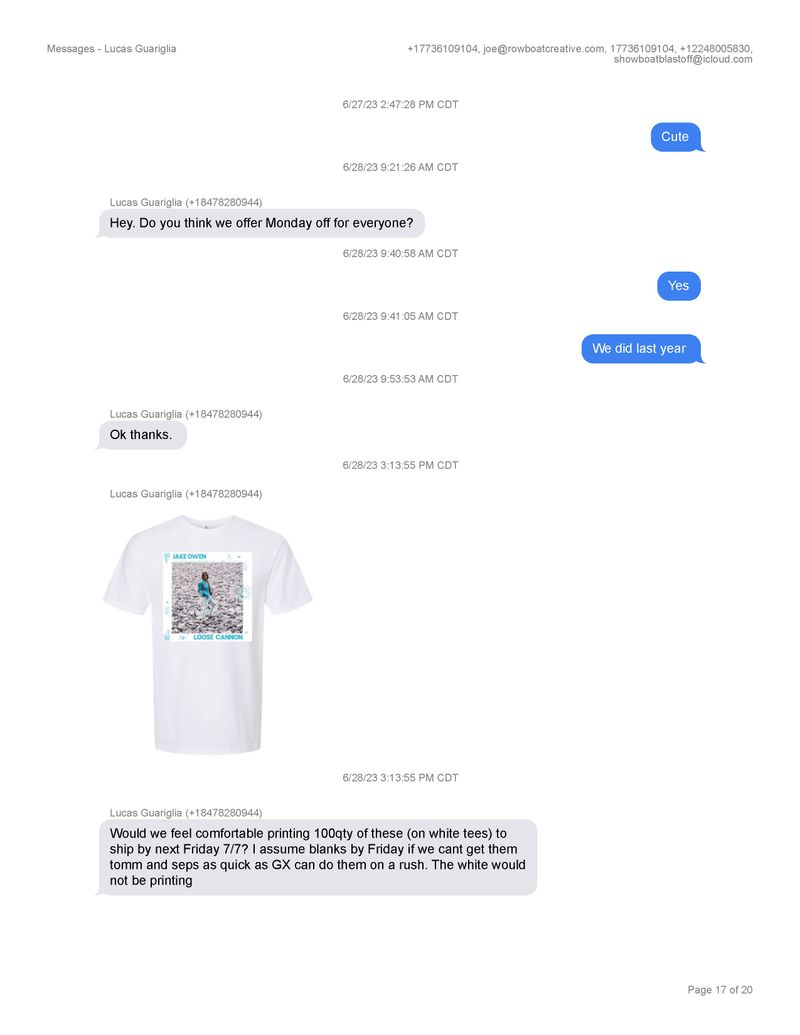 Messages - Lucas Guariglia
+17736109104, joe@rowboatcreative.com, 17736109104, +12248005830,
showboatblastoff@icloud.com
6/27/23 2:47:28 PM CDT
Cute
6/28/23 9:21:26 AM CDT
Lucas Guariglia (+18478280944)
Hey. Do you think we offer Monday off for everyone?
6/28/23 9:40:58 AM CDT
Yes
6/28/23 9:41:05 AM CDT
We did last year
6/28/23 9:53:53 AM CDT
Lucas Guariglia (+18478280944)
Ok thanks.
6/28/23 3:13:55 PM CDT
Lucas Guariglia (+18478280944)
JAKE OWEN
LOOSE CANNON
6/28/23 3:13:55 PM CDT
Lucas Guariglia (+18478280944)
Would we feel comfortable printing 100qty of these (on white tees) to
ship by next Friday 7/7? I assume blanks by Friday if we cant get them
tomm and seps as quick as GX can do them on a rush. The white would
not be printing
Page 17 of 20